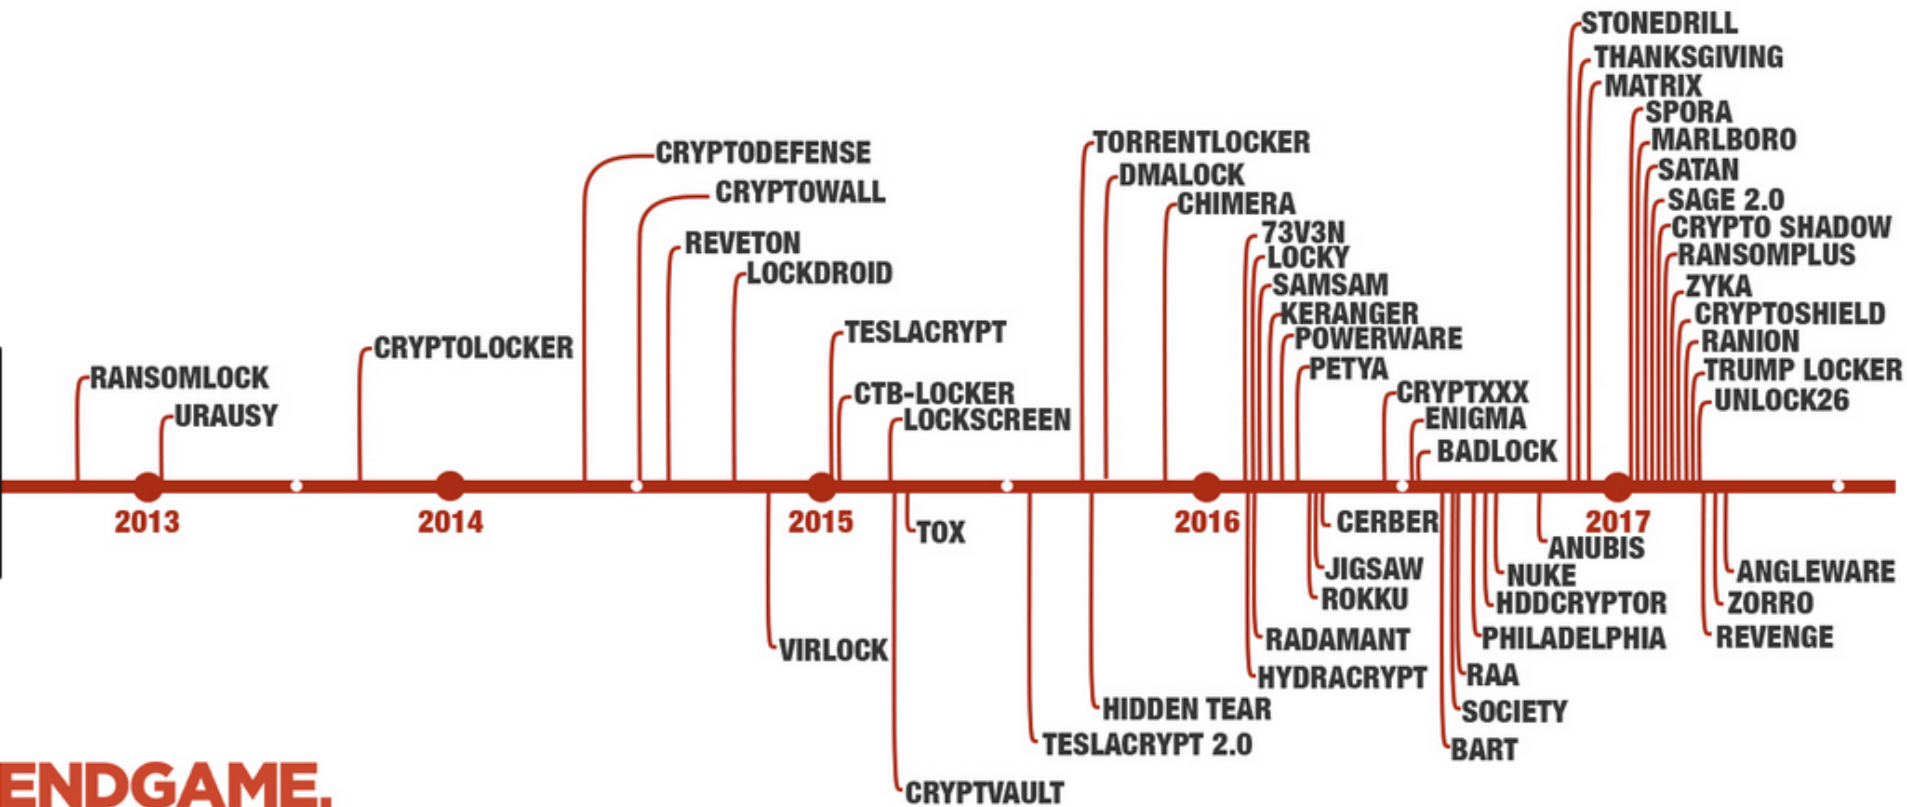 STONEDRILL
THANKSGIVING
MATRIX
SPORA
MARLBORO
SATAN
SAGE 2.0
CRYPTO SHADOW
RANSOMPLUS
ZYKA
CRYPTOSHIELD
RANION
TRUMP LOCKER
UNLOCK26
TORRENTLOCKER
DMALOCK
CHIMERA
73V3N
LOCKY
SAMSAM
KERANGER
POWERWARE
PETYA
CRYPTXXX
ENIGMA
BADLOCK
CRYPTODEFENSE
CRYPTOWALL
REVETON
LOCKDROID
TESLACRYPT
CTB-LOCKER
LOCKSCREEN
CRYPTOLOCKER
RANSOMLOCK
URAUSY
2013
2014
2015
2016
2017
TOX
VIRLOCK
CRYPTVAULT
TESLACRYPT 2.0
HIDDEN TEAR
CERBER
JIGSAW
ROKKU
RADAMANT
HYDRACRYPT
ANUBIS
NUKE
HDDCRYPTOR
PHILADELPHIA
RAA
SOCIETY
BART
ANGLEWARE
ZORRO
REVENGE
ENDGAME.